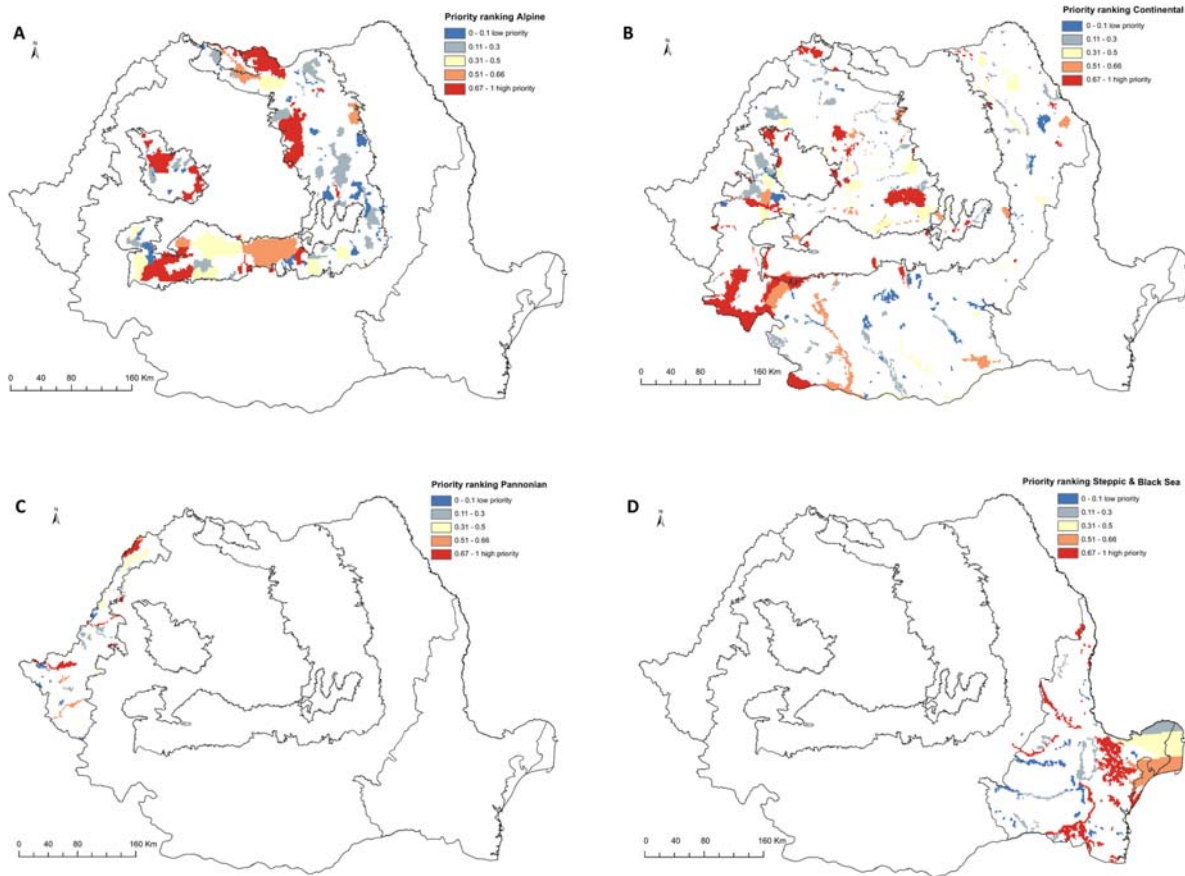 A
N
Priority ranking Alpine
0 - 0.1 low priority
0.11 - 0.3
0.31 - 0.5
0.51 - 0.66
0.67 - 1 high priority
0 40 80 160 Km
B
N
Priority ranking Continental
0 - 0.1 low priority
0.11 - 0.3
0.31 - 0.5
0.51 - 0.66
0.67 - 1 high priority
0 40 80 160 Km
C
N
Priority ranking Pannonian
0 - 0.1 low priority
0.11 - 0.3
0.31 - 0.5
0.51 - 0.66
0.67 - 1 high priority
0 40 80 160 Km
D
N
Priority ranking Steppic & Black Sea
0 - 0.1 low priority
0.11 - 0.3
0.31 - 0.5
0.51 - 0.66
0.67 - 1 high priority
0 40 80 160 Km